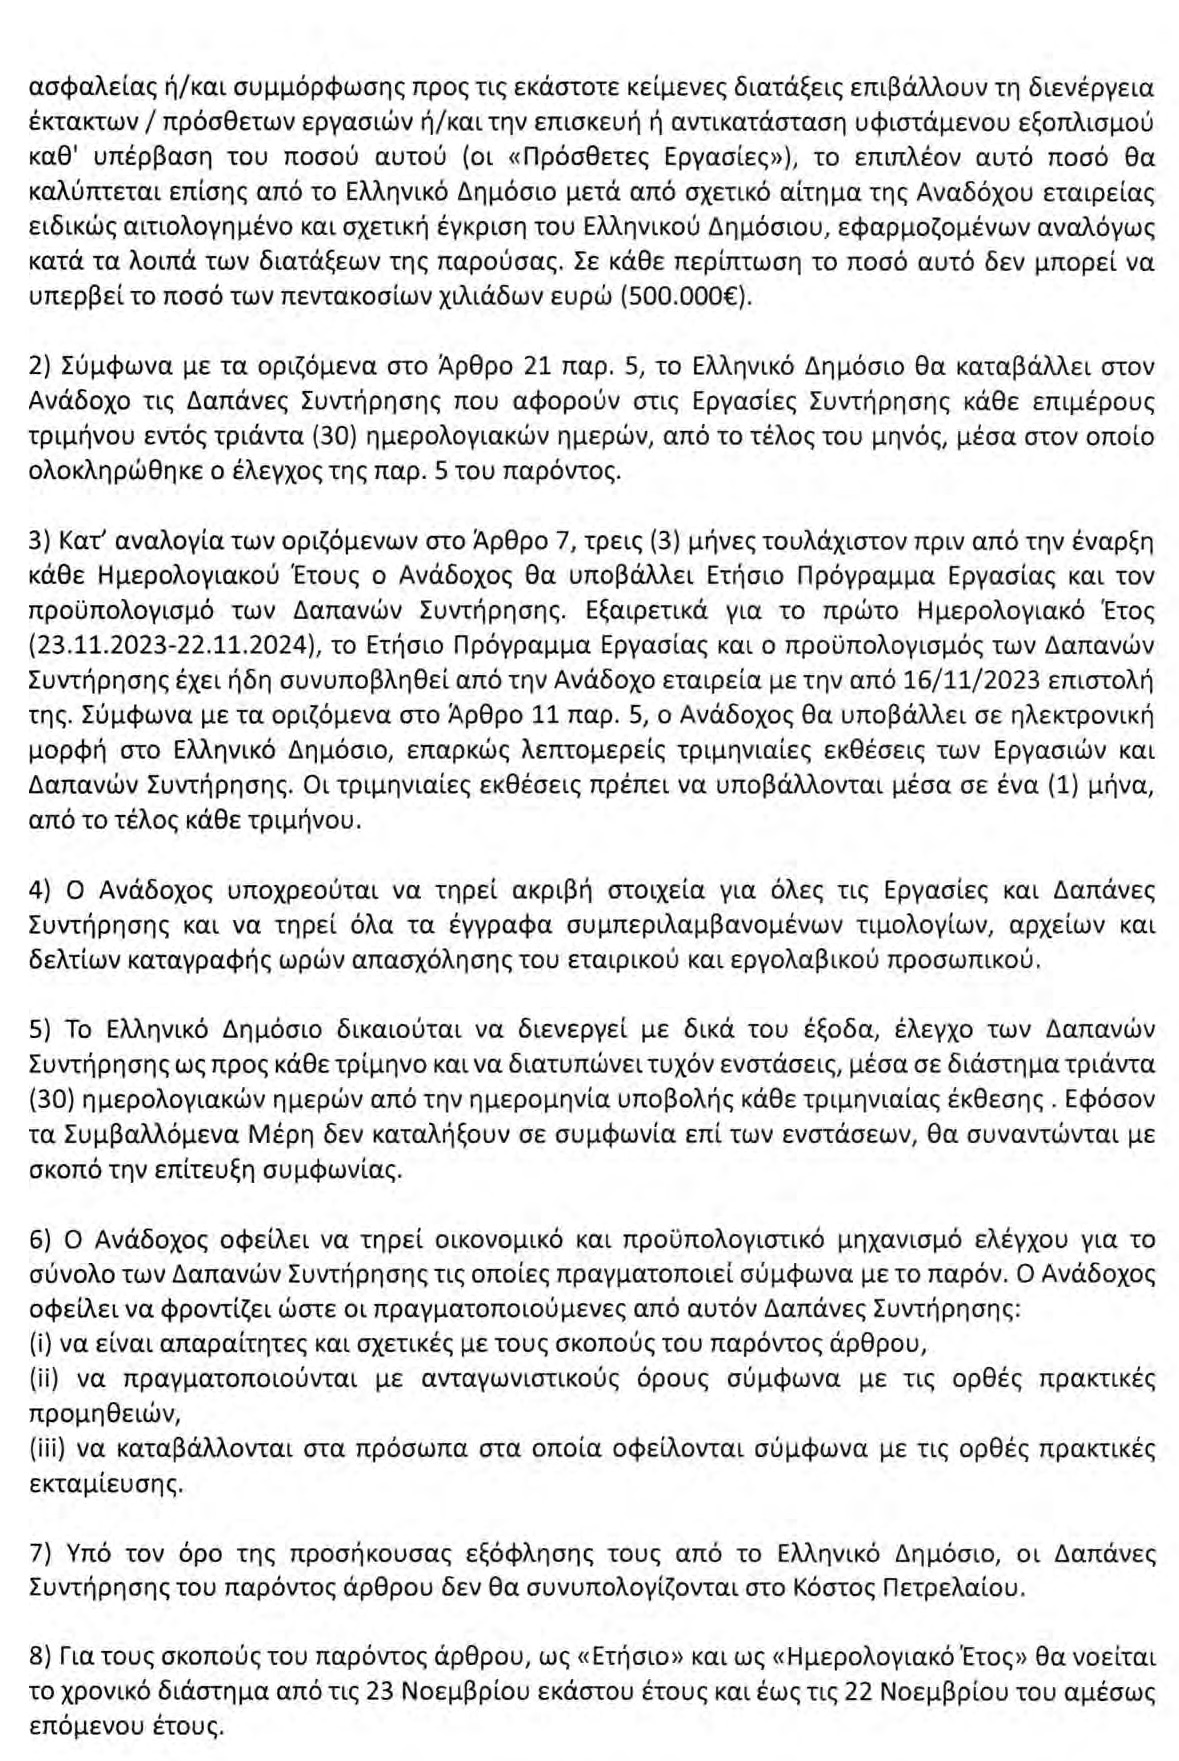 ασφαλείας ή/και συμμόρφωσης προς τις εκάστοτε κείμενες διατάξεις επιβάλλουν τη διενέργεια
έκτακτων / πρόσθετων εργασιών ή/και την επισκευή ή αντικατάσταση υφιστάμενου εξοπλισμού
καθ' υπέρβαση του ποσού αυτού (οι «Πρόσθετες Εργασίες»), το επιπλέον αυτό ποσό θα
καλύπτεται επίσης από το Ελληνικό Δημόσιο μετά από σχετικό αίτημα της Αναδόχου εταιρείας
ειδικώς αιτιολογημένο και σχετική έγκριση του Ελληνικού Δημόσιου, εφαρμοζομένων αναλόγως
κατά τα λοιπά των διατάξεων της παρούσας. Σε κάθε περίπτωση το ποσό αυτό δεν μπορεί να
υπερβεί το ποσό των πεντακοσίων χιλιάδων ευρώ (500.000€).
2) Σύμφωνα με τα οριζόμενα στο Άρθρο 21 παρ. 5, το Ελληνικό Δημόσιο θα καταβάλλει στον
Ανάδοχο τις Δαπάνες Συντήρησης που αφορούν στις Εργασίες Συντήρησης κάθε επιμέρους
τριμήνου εντός τριάντα (30) ημερολογιακών ημερών, από το τέλος του μηνός, μέσα στον οποίο
ολοκληρώθηκε ο έλεγχος της παρ. 5 του παρόντος.
3) Κατ' αναλογία των οριζόμενων στο Άρθρο 7, τρεις (3) μήνες τουλάχιστον πριν από την έναρξη
κάθε Ημερολογιακού Έτους ο Ανάδοχος θα υποβάλλει Ετήσιο Πρόγραμμα Εργασίας και τον
προϋπολογισμό των Δαπανών Συντήρησης. Εξαιρετικά για το πρώτο Ημερολογιακό Έτος
(23.11.2023-22.11.2024), το Ετήσιο Πρόγραμμα Εργασίας και ο προϋπολογισμός των Δαπανών
Συντήρησης έχει ήδη συνυποβληθεί από την Ανάδοχο εταιρεία με την από 16/11/2023 επιστολή
της. Σύμφωνα με τα οριζόμενα στο Άρθρο 11 παρ. 5, ο Ανάδοχος θα υποβάλλει σε ηλεκτρονική
μορφή στο Ελληνικό Δημόσιο, επαρκώς λεπτομερείς τριμηνιαίες εκθέσεις των Εργασιών και
Δαπανών Συντήρησης. Οι τριμηνιαίες εκθέσεις πρέπει να υποβάλλονται μέσα σε ένα (1) μήνα,
από το τέλος κάθε τριμήνου.
4) Ο Ανάδοχος υποχρεούται να τηρεί ακριβή στοιχεία για όλες τις Εργασίες και Δαπάνες
Συντήρησης και να τηρεί όλα τα έγγραφα συμπεριλαμβανομένων τιμολογίων, αρχείων και
δελτίων καταγραφής ωρών απασχόλησης του εταιρικού και εργολαβικού προσωπικού.
5) Το Ελληνικό Δημόσιο δικαιούται να διενεργεί με δικά του έξοδα, έλεγχο των Δαπανών
Συντήρησης ως προς κάθε τρίμηνο και να διατυπώνει τυχόν ενστάσεις, μέσα σε διάστημα τριάντα
(30) ημερολογιακών ημερών από την ημερομηνία υποβολής κάθε τριμηνιαίας έκθεσης . Εφόσον
τα Συμβαλλόμενα Μέρη δεν καταλήξουν σε συμφωνία επί των ενστάσεων, θα συναντώνται με
σκοπό την επίτευξη συμφωνίας.
6) Ο Ανάδοχος οφείλει να τηρεί οικονομικό και προϋπολογιστικό μηχανισμό ελέγχου για το
σύνολο των Δαπανών Συντήρησης τις οποίες πραγματοποιεί σύμφωνα με το παρόν. Ο Ανάδοχος
οφείλει να φροντίζει ώστε οι πραγματοποιούμενες από αυτόν Δαπάνες Συντήρησης:
(i) να είναι απαραίτητες και σχετικές με τους σκοπούς του παρόντος άρθρου,
(ii) να πραγματοποιούνται με ανταγωνιστικούς όρους σύμφωνα με τις ορθές πρακτικές
προμηθειών,
(iii) να καταβάλλονται στα πρόσωπα στα οποία οφείλονται σύμφωνα με τις ορθές πρακτικές
εκταμίευσης.
7) Υπό τον όρο της προσήκουσας εξόφλησης τους από το Ελληνικό Δημόσιο, οι Δαπάνες
Συντήρησης του παρόντος άρθρου δεν θα συνυπολογίζονται στο Κόστος Πετρελαίου.
8) Για τους σκοπούς του παρόντος άρθρου, ως «Ετήσιο» και ως «Ημερολογιακό Έτος» θα νοείται
το χρονικό διάστημα από τις 23 Νοεμβρίου εκάστου έτους και έως τις 22 Νοεμβρίου του αμέσως
επόμενου έτους.